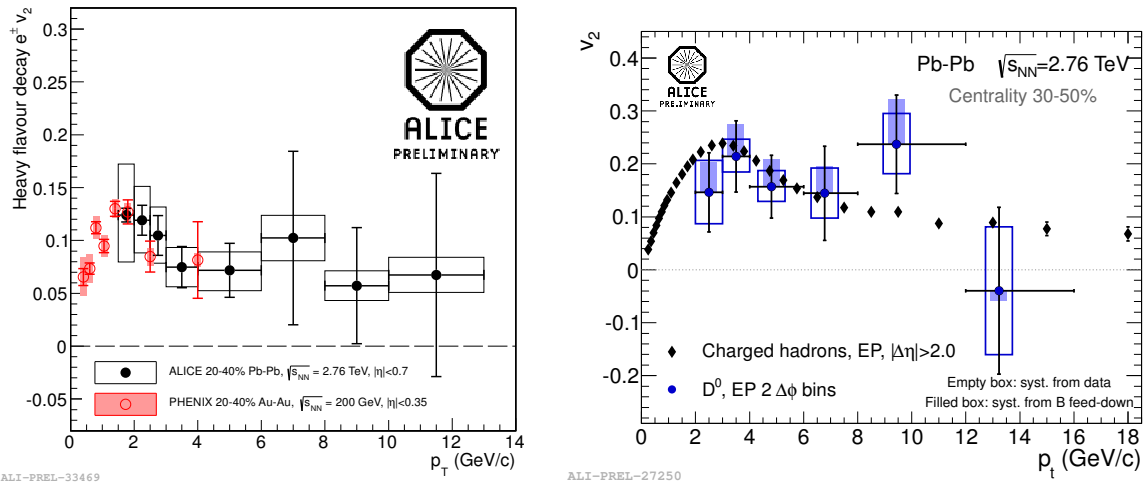 Heavy flavour decay e± v2
0.3
0.25
0.2
0.15
0.1
0.05
0
-0.05
ALICE
PRELIMINARY
ALICE 20-40% Pb-Pb, √sNN = 2.76 TeV, |η|<0.7
PHENIX 20-40% Au-Au, √sNN = 200 GeV, |η|<0.35
0 2 4 6 8 10 12 14
pT (GeV/c)
ALI-PREL-33469
v2
0.4
0.3
0.2
0.1
0
-0.1
-0.2
ALICE
PRELIMINARY
Pb-Pb √sNN=2.76 TeV
Centrality 30-50%
Charged hadrons, EP, |Δη|>2.0
D0, EP 2 Δϕ bins
Empty box: syst. from data
Filled box: syst. from B feed-down
0 2 4 6 8 10 12 14 16 18
pt (GeV/c)
ALI-PREL-27250